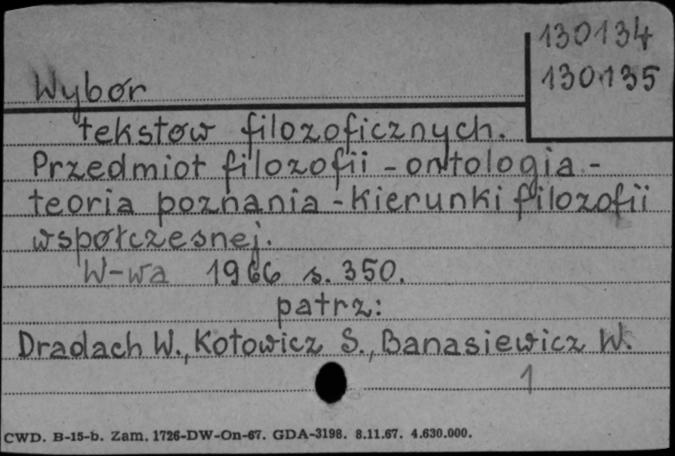 130134
130135
Wybór
tekstów filozoficznych.
Przedmiot filozofii - ontologia -
teoria poznania - Kierunki filozofii
współczesnej.
W-wa 1966 s. 350.
patrz:
Dradach W., Kotowicz S., Banasiewicz W.
1
CWD. B-15-b. Zam. 1726-DW-On-67. GDA-3198. 8.11.67. 4.630.000.